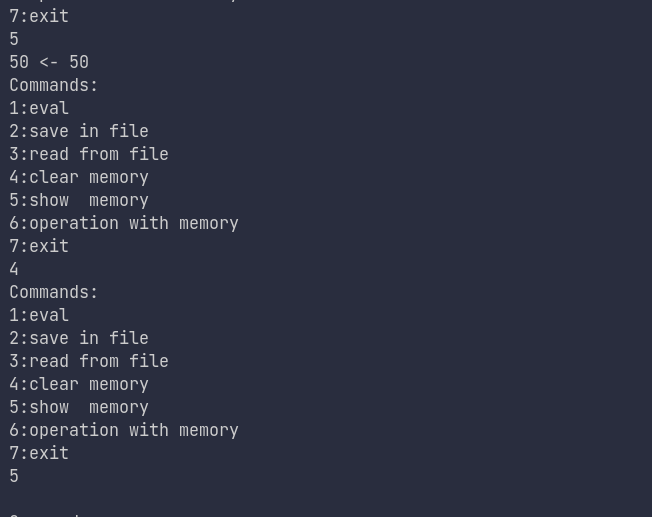 7:exit
5
50 <- 50
Commands:
1:eval
2:save in file
3:read from file
4:clear memory
5:show  memory
6:operation with memory
7:exit
4
Commands:
1:eval
2:save in file
3:read from file
4:clear memory
5:show  memory
6:operation with memory
7:exit
5